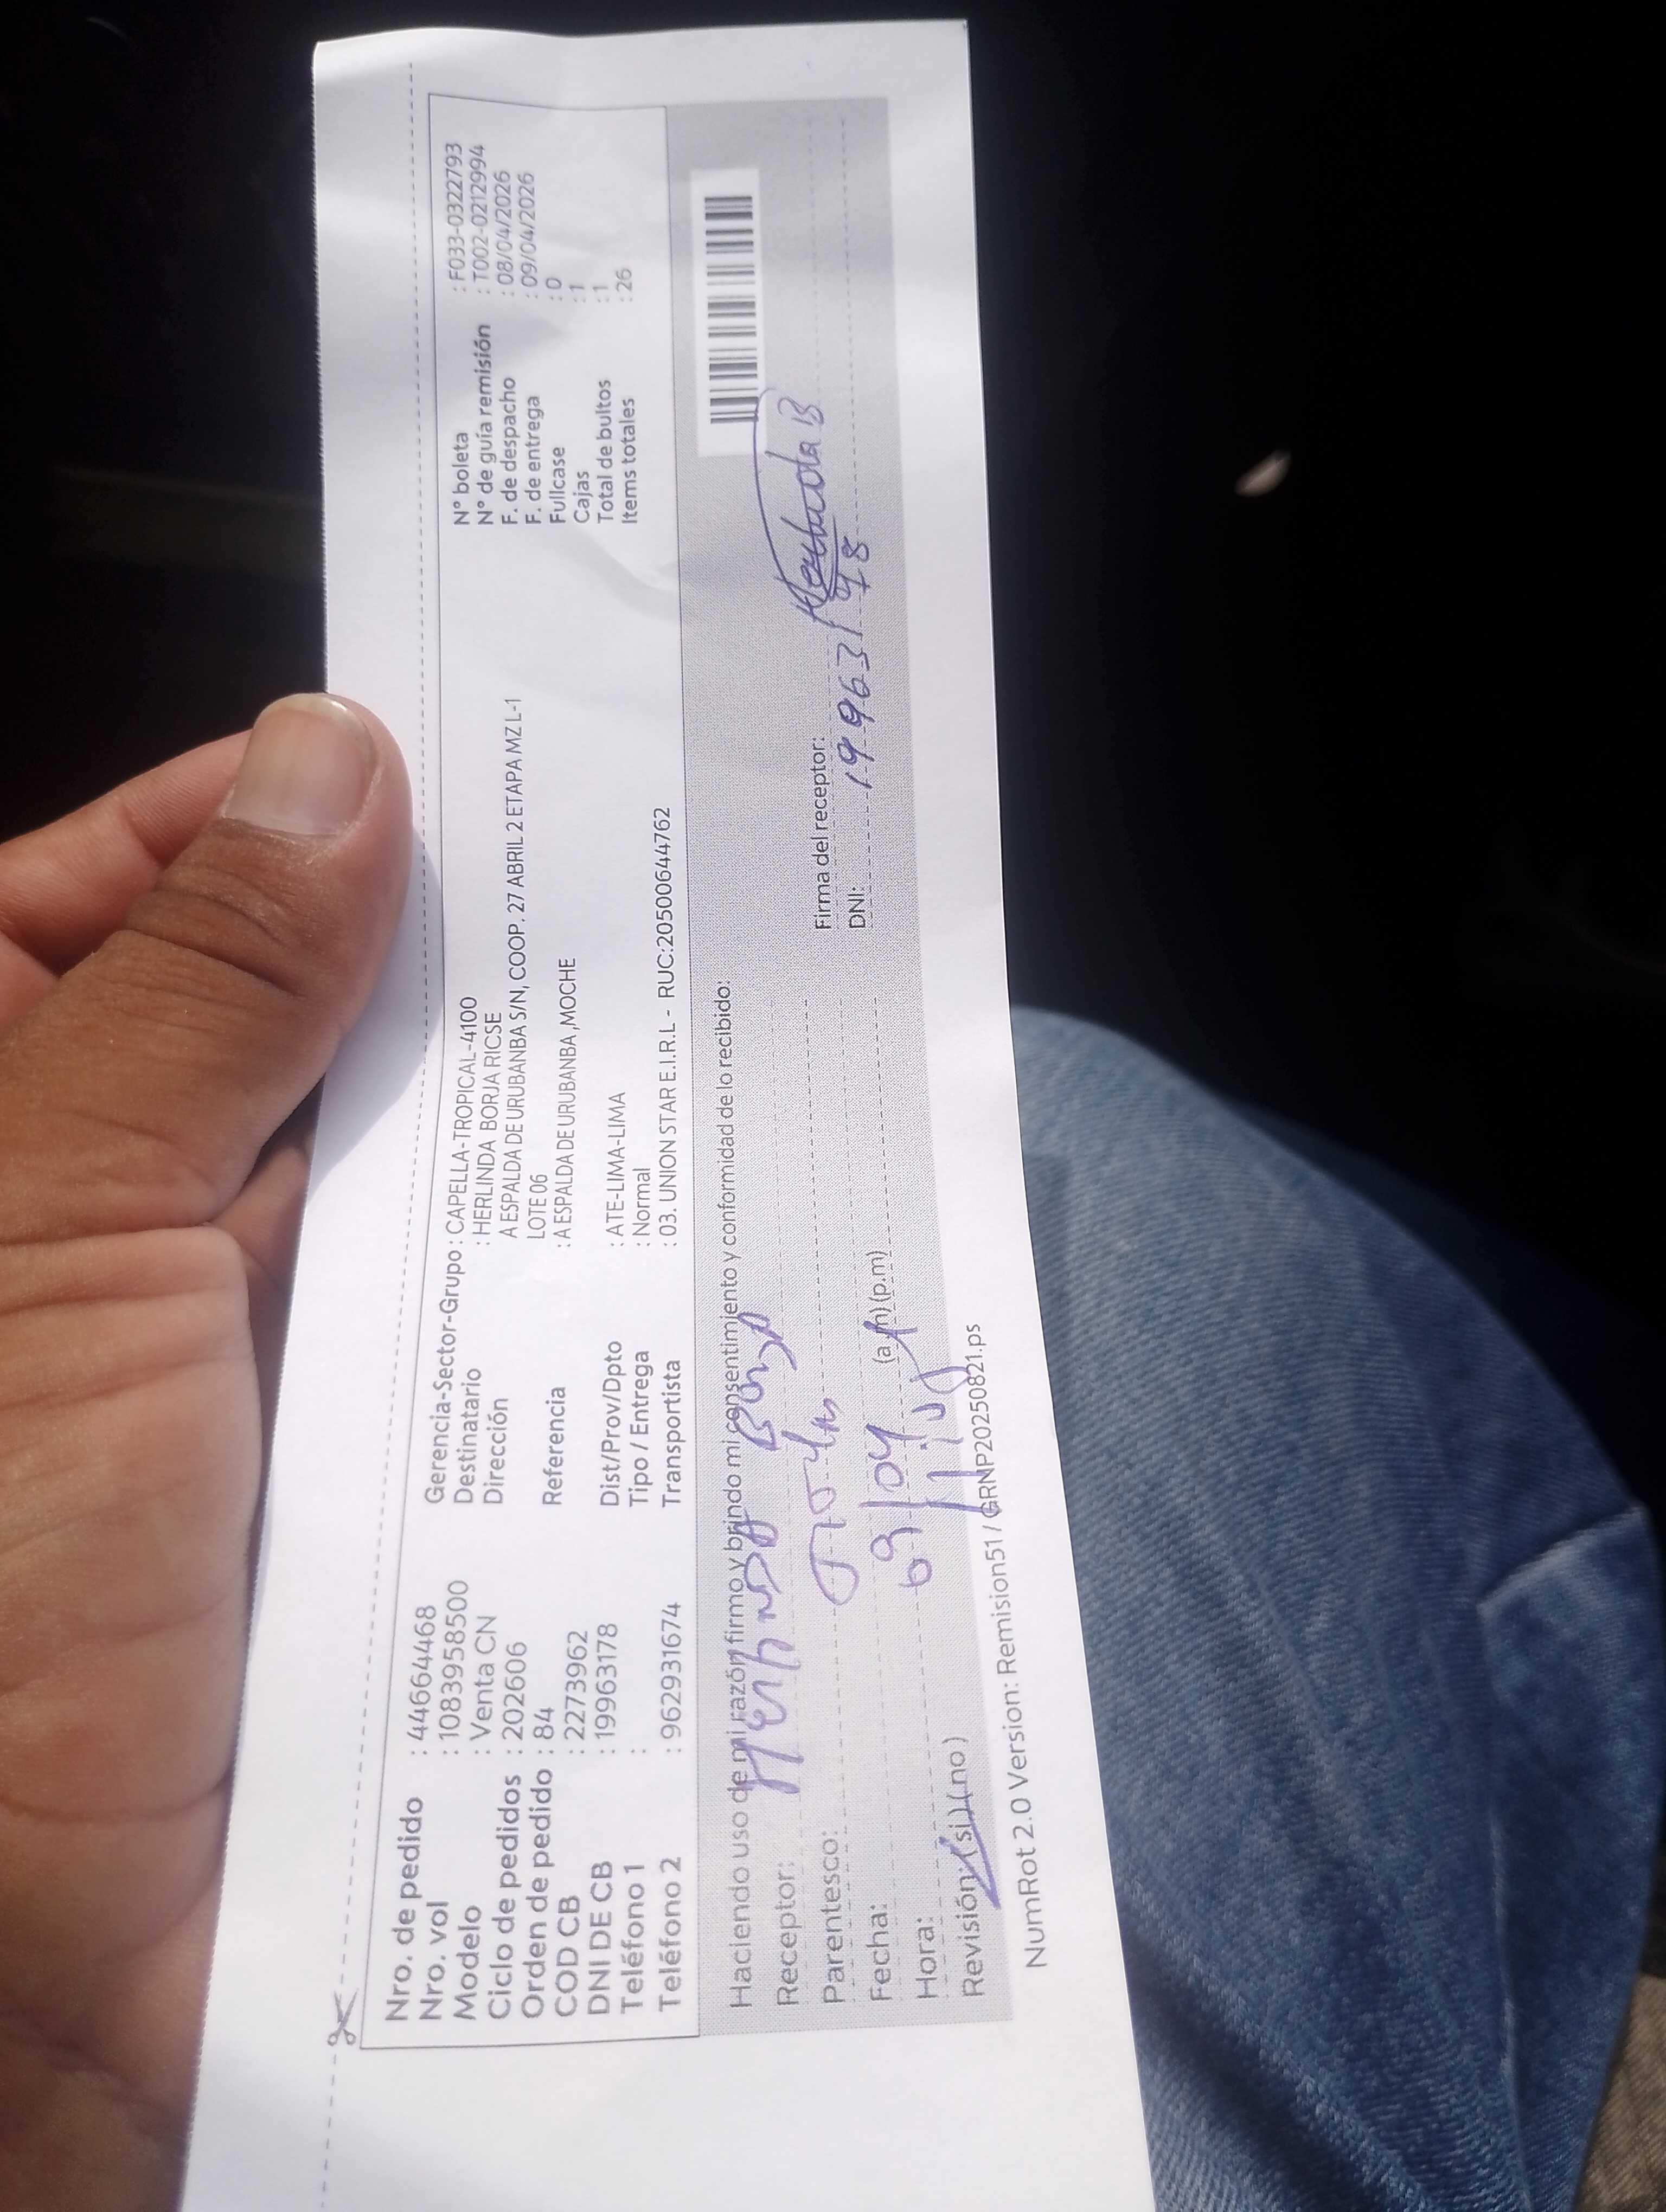 Nro. de pedido : 44664468
Nro. vol : 1083958500
Modelo : Venta CN
Ciclo de pedidos : 202606
Orden de pedido : 84
COD CB : 2273962
DNI DE CB : 19963178
Teléfono 1 :
Teléfono 2 : 962931674
Gerencia-Sector-Grupo : CAPELLA-TROPICAL-4100
Destinatario : HERLINDA BORJA RICSE
Dirección A ESPALDA DE URUBANBA S/N, COOP. 27 ABRIL 2 ETAPA MZ L-1
LOTE 06
Referencia : A ESPALDA DE URUBANBA ,MOCHE
Dist/Prov/Dpto : ATE-LIMA-LIMA
Tipo / Entrega : Normal
Transportista : 03. UNION STAR E.I.R.L - RUC:20500644762
N° boleta : F033-0322793
N° de guía remisión : T002-0212994
F. de despacho : 08/04/2026
F. de entrega : 09/04/2026
Fullcase : 0
Cajas : 1
Total de bultos : 1
Items totales : 26
Haciendo uso de mi razón firmo y brindo mi consentimiento y conformidad de lo recibido:
Receptor: Borja
Parentesco:
Fecha: 09/04
Hora: (a.m) (p.m)
Revisión: (si) (no)
Firma del receptor:
DNI: 19963178
NumRot 2.0 Version: Remision51 / GRNP20250821.ps